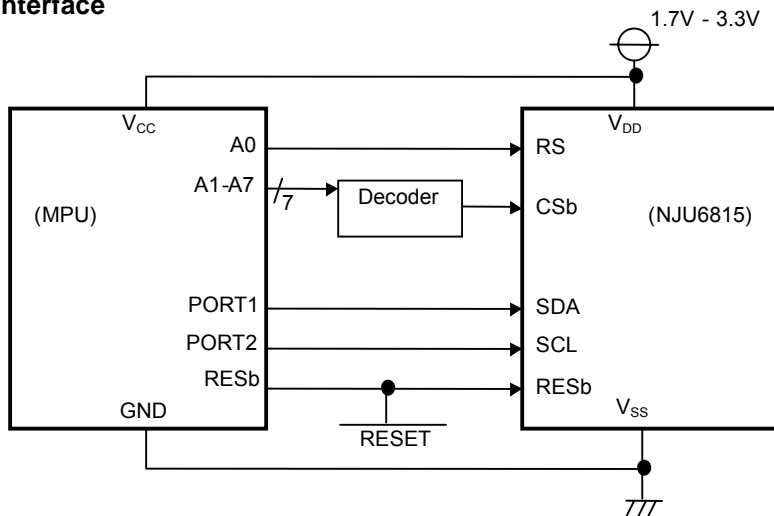 nterface
1.7V - 3.3V
VCC
VDD
A0
RS
A1-A7
7
Decoder
CSb
(MPU)
(NJU6815)
PORT1
SDA
PORT2
SCL
RESb
RESb
GND
RESET
VSS